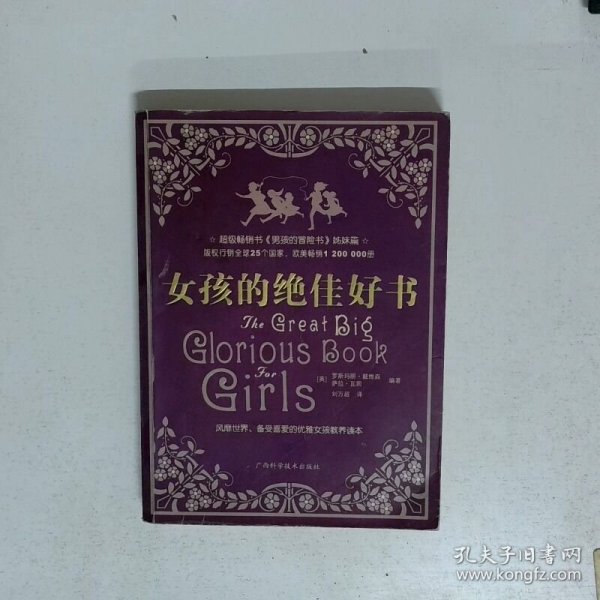 ☆ 超级畅销书《男孩的冒险书》姊妹篇 ☆
版权行销全球25个国家，欧美畅销1 200 000册
女孩的绝佳好书
The Great Big
Glorious Book
For
Girls
[英] 罗斯玛丽·戴维森
萨拉·瓦因 编著
刘万超 译
风靡世界、备受喜爱的优雅女孩教养读本
广西科学技术出版社
孔夫子旧书网
www.kongfz.com